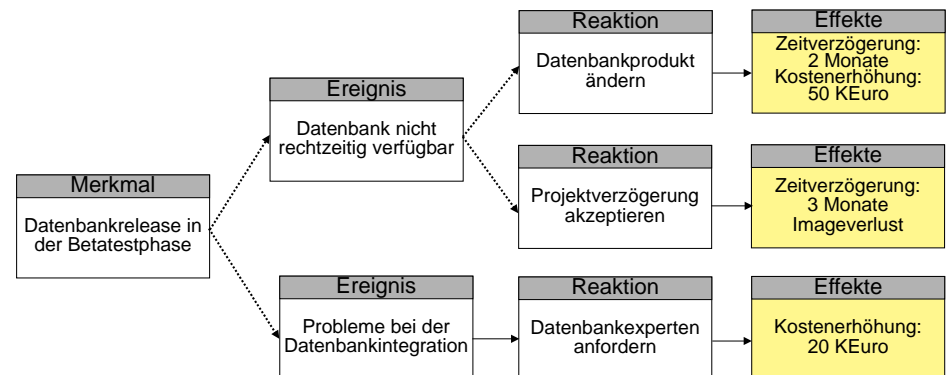 Merkmal
Datenbankrelease in
der Betatestphase
Ereignis
Datenbank nicht
rechtzeitig verfügbar
Reaktion
Datenbankprodukt
ändern
Effekte
Zeitverzögerung:
2 Monate
Kostenerhöhung:
50 KEuro
Reaktion
Projektverzögerung
akzeptieren
Effekte
Zeitverzögerung:
3 Monate
Imageverlust
Ereignis
Probleme bei der
Datenbankintegration
Reaktion
Datenbankexperten
anfordern
Effekte
Kostenerhöhung:
20 KEuro